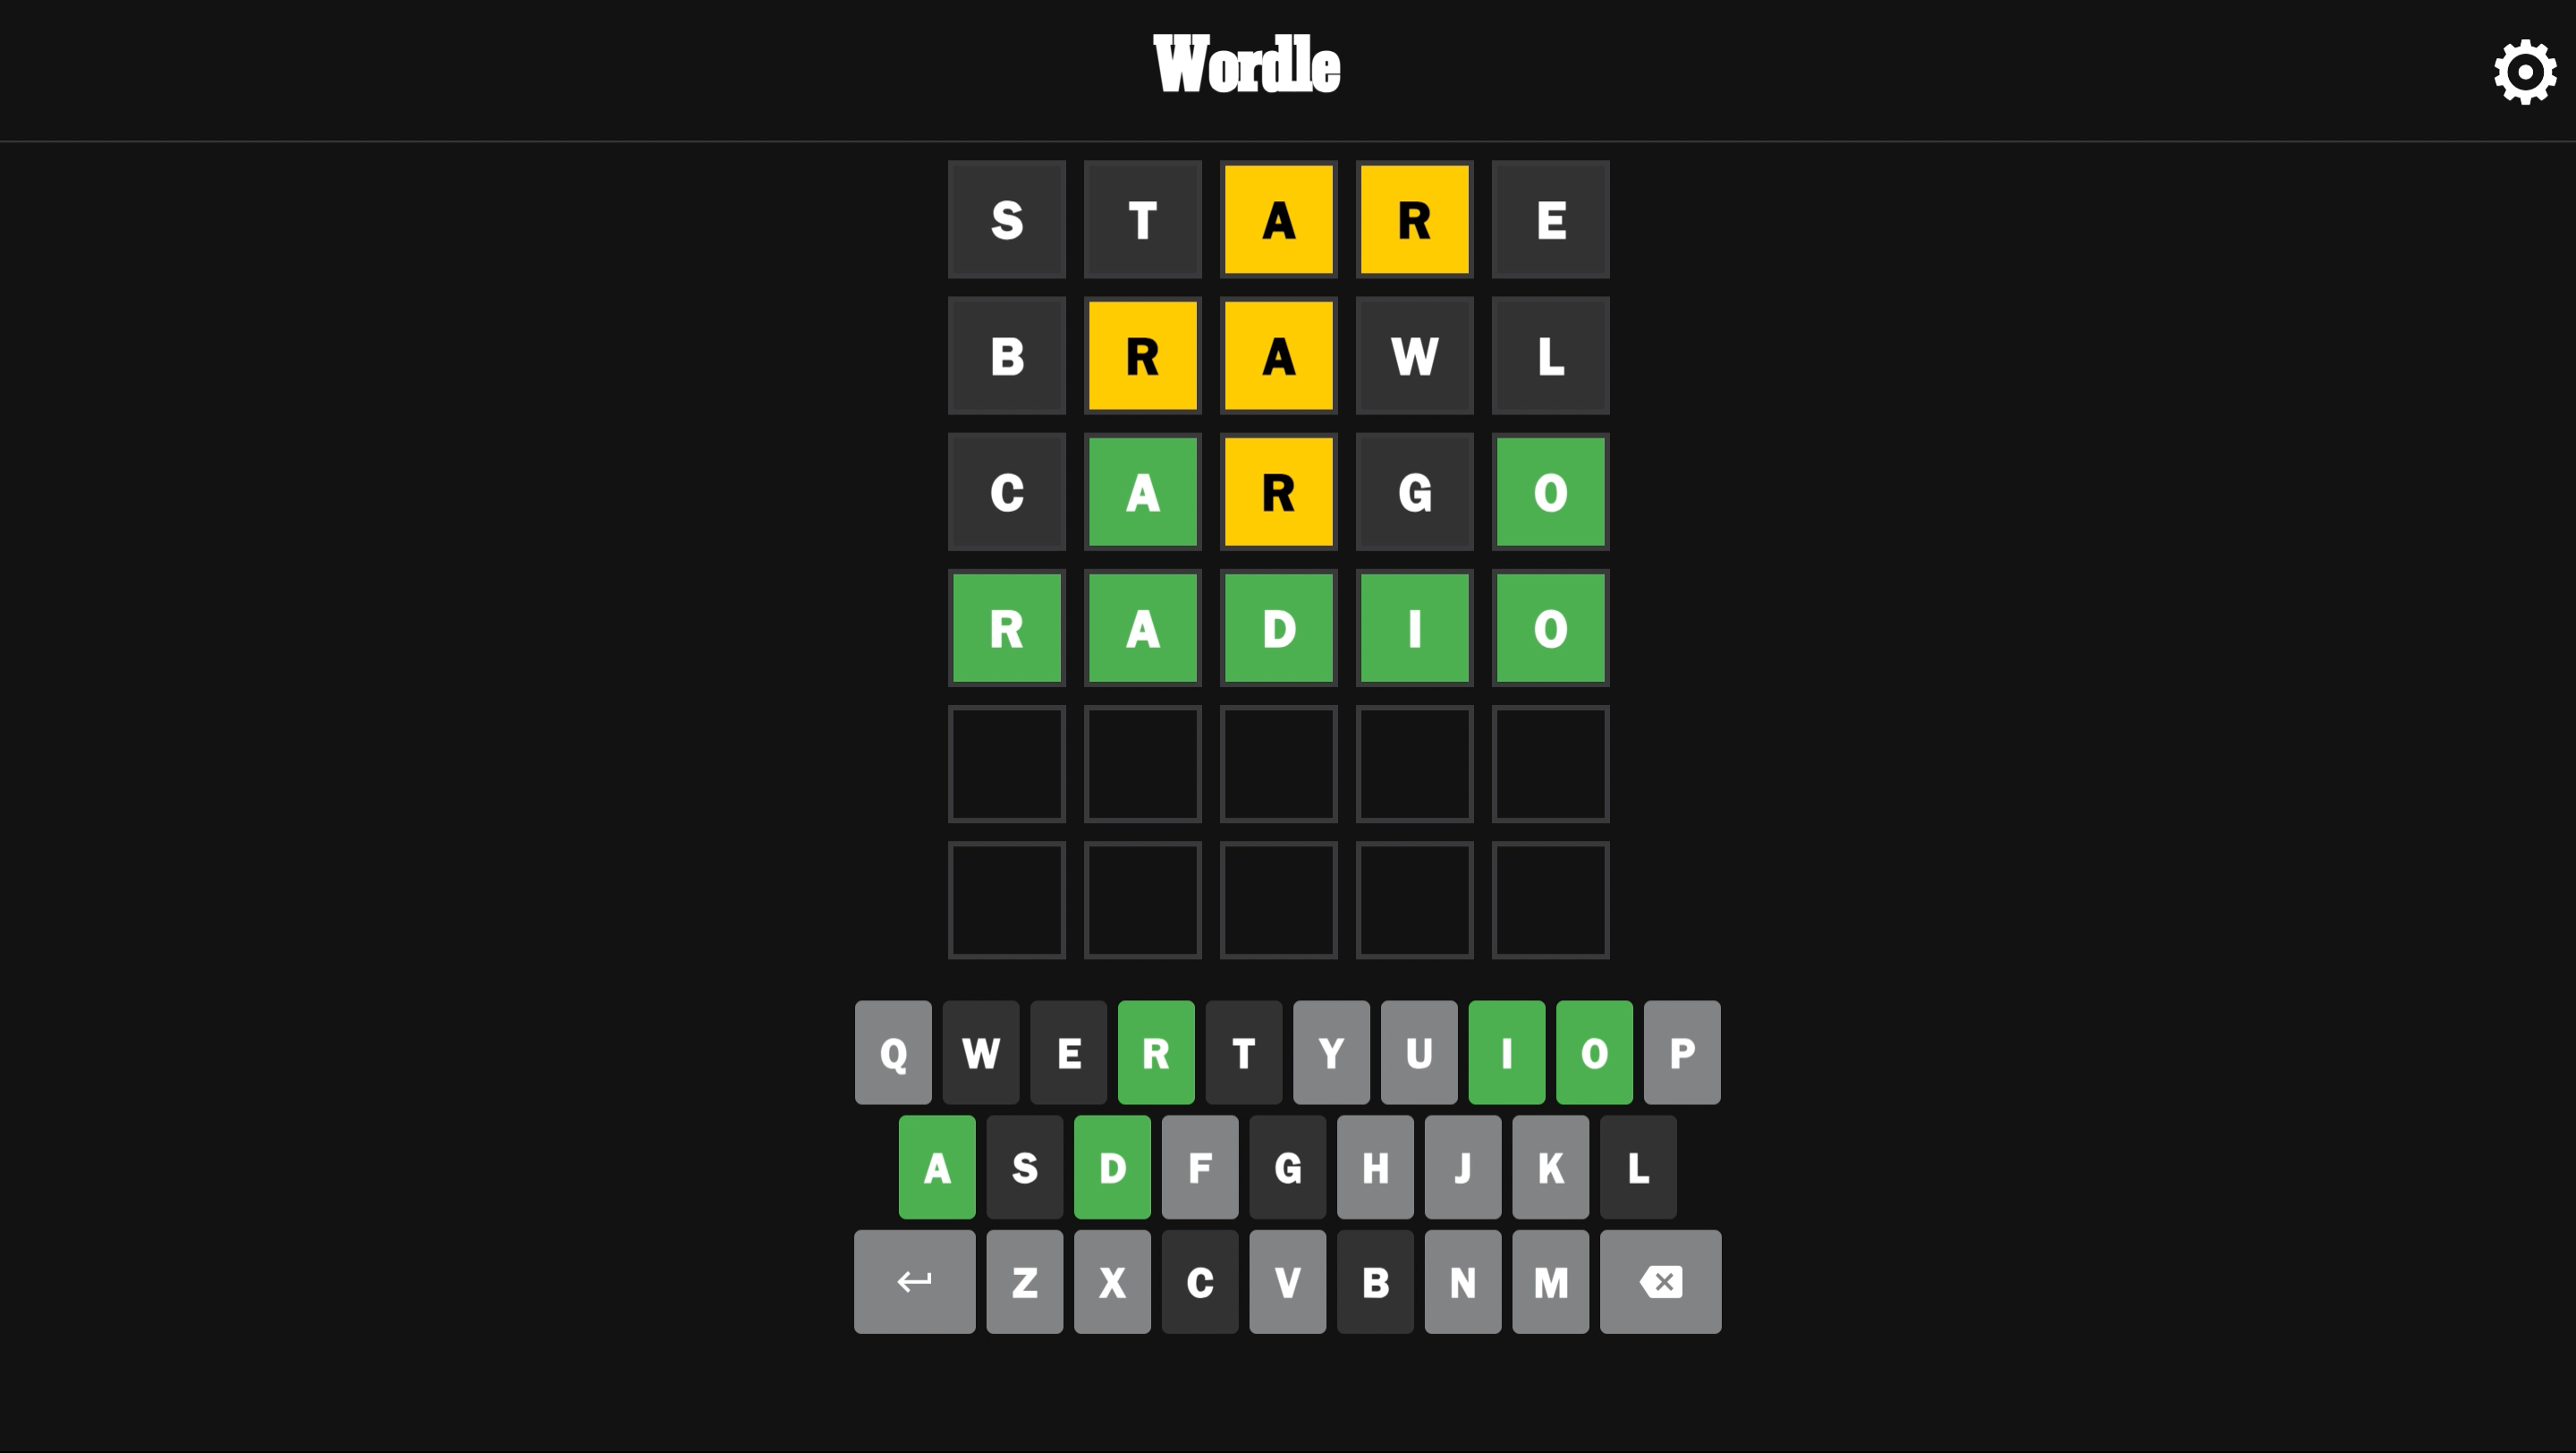 Wordle
S T A R E
B R A W L
C A R G O
R A D I O
Q W E R T Y U I O P
A S D F G H J K L
Z X C V B N M